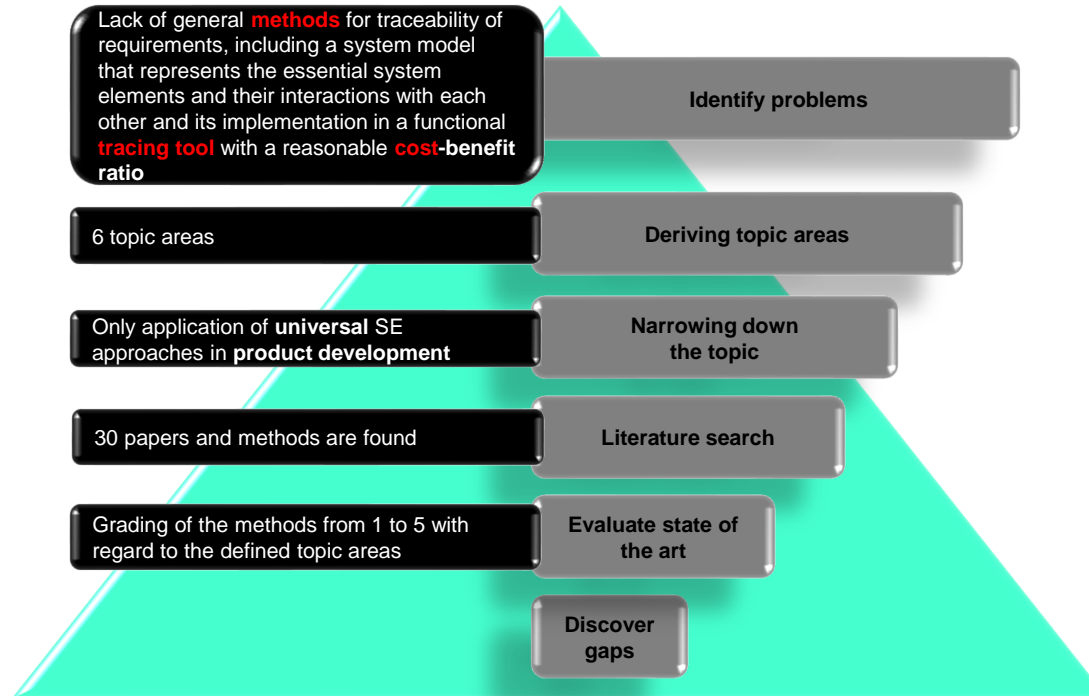 Lack of general methods for traceability of
requirements, including a system model
that represents the essential system
elements and their interactions with each
other and its implementation in a functional
tracing tool with a reasonable cost-benefit
ratio
Identify problems
6 topic areas
Deriving topic areas
Only application of universal SE
approaches in product development
Narrowing down
the topic
30 papers and methods are found
Literature search
Grading of the methods from 1 to 5 with
regard to the defined topic areas
Evaluate state of
the art
Discover
gaps